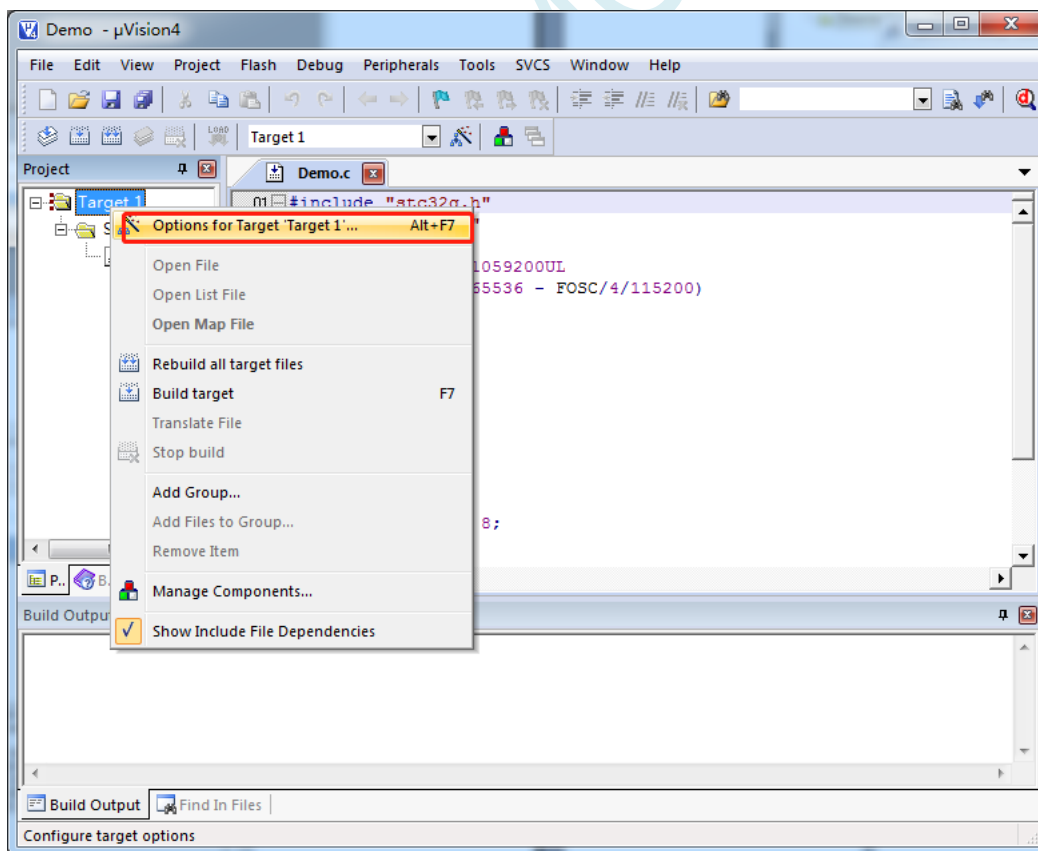 Demo - µVision4
File Edit View Project Flash Debug Peripherals Tools SVCS Window Help
LOAD Target 1
Project Demo.c
Target 1 01 #include "stc32g.h"
Options for Target 'Target 1'... Alt+F7 "
Open File 1059200UL
Open List File 65536 - FOSC/4/115200)
Open Map File
Rebuild all target files
Build target F7
Translate File
Stop build
Add Group...
Add Files to Group... 8;
Remove Item
P.. B.
Manage Components...
Build Outpu
Show Include File Dependencies
Build Output Find In Files
Configure target options